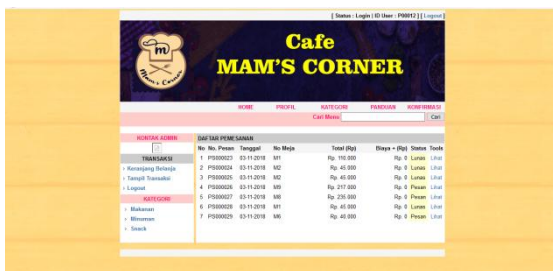 [ Status : Login | ID User : P00012 ] [ Logout ]
m
Mam's Corner
Cafe
MAM'S CORNER
HOME PROFIL KATEGORI PANDUAN KONFIRMASI
Cari Menu Cari
KONTAK ADMIN
TRANSAKSI
› Keranjang Belanja
› Tampil Transaksi
› Logout
KATEGORI
› Makanan
› Minuman
› Snack
DAFTAR PEMESANAN
No No. Pesan Tanggal No Meja Total (Rp) Biaya + (Rp) Status Tools
1 PS000023 03-11-2018 M1 Rp. 110.000 Rp. 0 Lunas Lihat
2 PS000024 03-11-2018 M2 Rp. 45.000 Rp. 0 Lunas Lihat
3 PS000025 03-11-2018 M2 Rp. 45.000 Rp. 0 Lunas Lihat
4 PS000026 03-11-2018 M9 Rp. 217.000 Rp. 0 Pesan Lihat
5 PS000027 03-11-2018 M8 Rp. 235.000 Rp. 0 Pesan Lihat
6 PS000028 03-11-2018 M1 Rp. 45.000 Rp. 0 Lunas Lihat
7 PS000029 03-11-2018 M6 Rp. 40.000 Rp. 0 Pesan Lihat